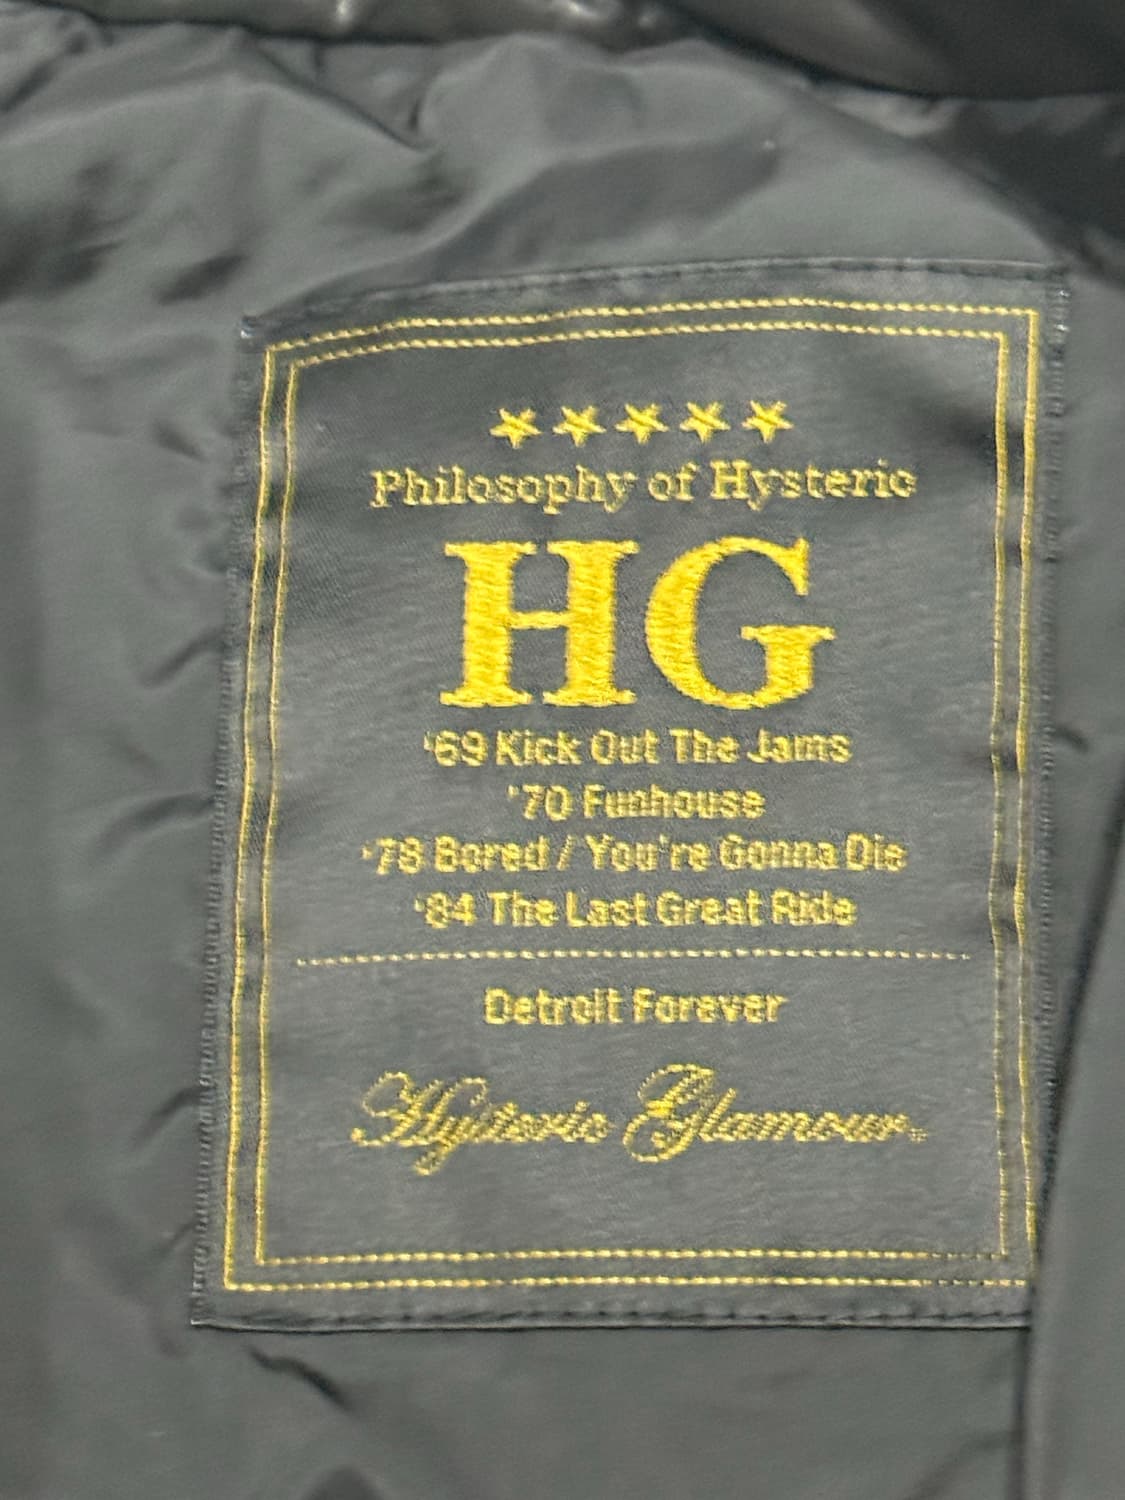 ★★★★★
Philosophy of Hysteric
HG
'69 Kick Out The Jams
'70 Funhouse
'78 Bored / You're Gonna Die
'84 The Last Great Ride
Detroit Forever
Hysteric Glamour.